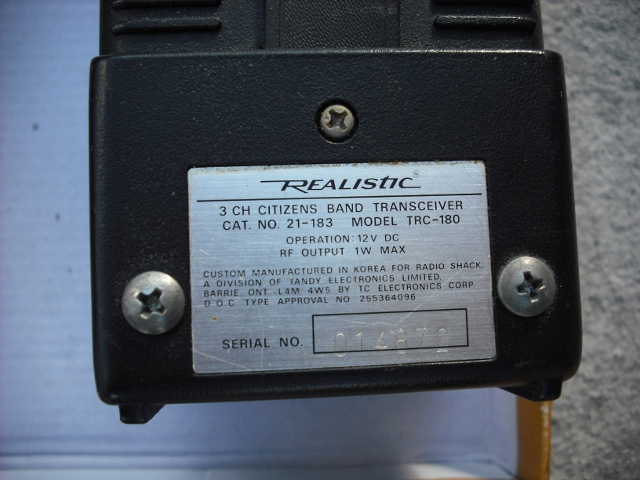 REALISTIC®
3 CH CITIZENS BAND TRANSCEIVER
CAT. NO. 21-183 MODEL TRC-180
OPERATION: 12V DC
RF OUTPUT 1W MAX
CUSTOM MANUFACTURED IN KOREA FOR RADIO SHACK
A DIVISION OF TANDY ELECTRONICS LIMITED,
BARRIE, ONT. L4M 4W5 BY TC ELECTRONICS CORP
D.O.C TYPE APPROVAL NO 255364096
SERIAL NO. 014872